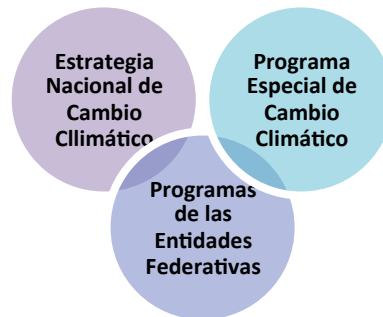 Estrategia
Nacional de
Cambio
Cllimático
Programa
Especial de
Cambio
Climático
Programas
de las
Entidades
Federativas